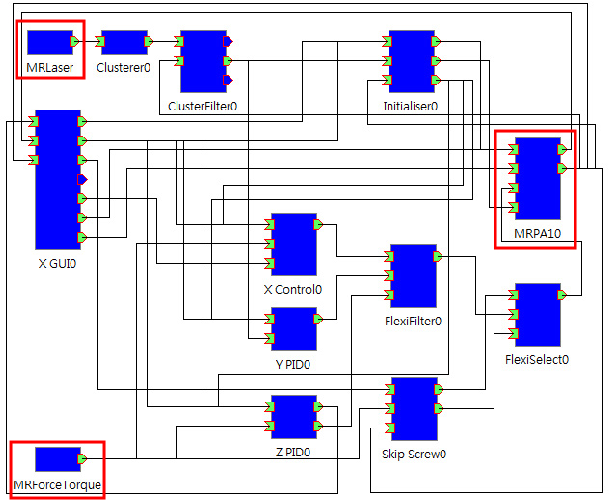 MRLaser
Clusterer0
ClusterFilter0
Initialiser0
MRPA10
X GUI0
X Control0
FlexiFilter0
FlexiSelect0
Y PID0
Z PID0
Skip Screw0
MRForceTorque